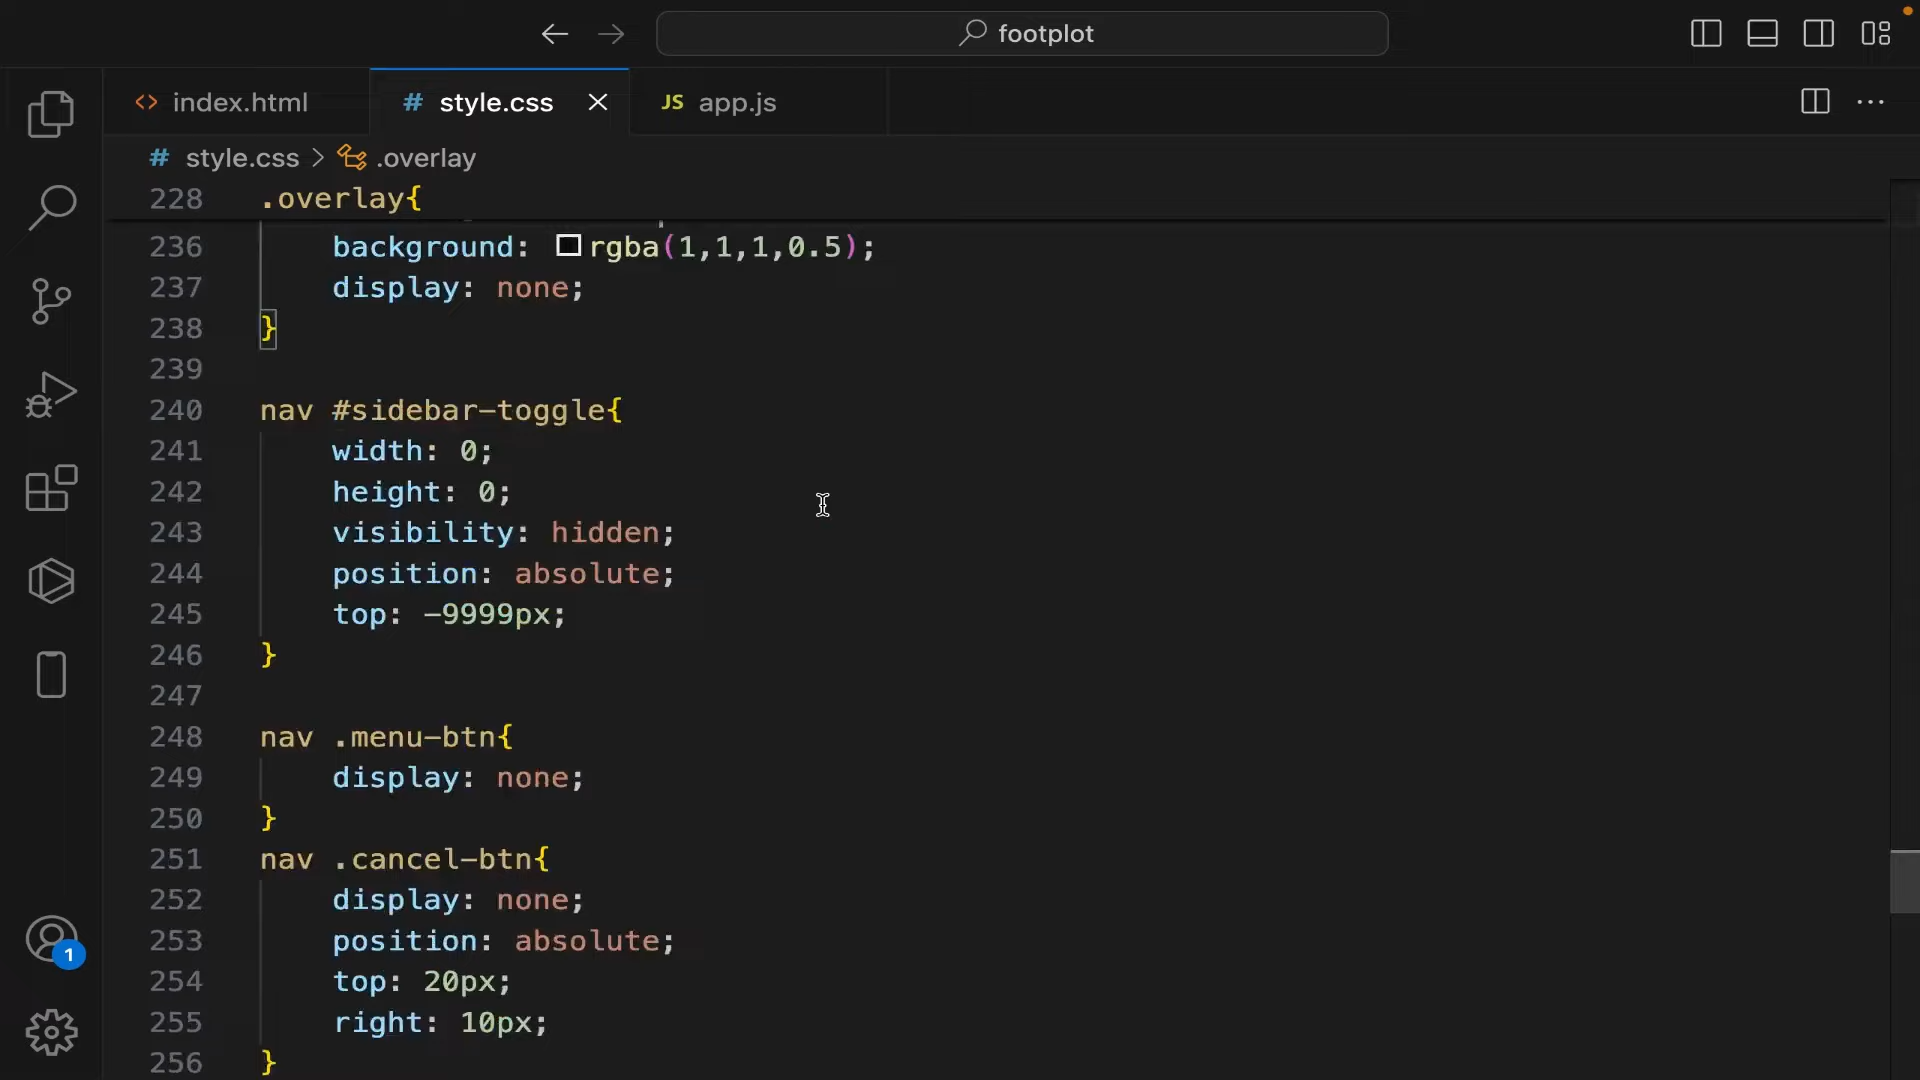 footplot
<> index.html
# style.css
JS app.js
# style.css > .overlay
228 .overlay{
236 background: rgba(1,1,1,0.5);
237 display: none;
238 }
239
240 nav #sidebar-toggle{
241 width: 0;
242 height: 0;
243 visibility: hidden;
244 position: absolute;
245 top: -9999px;
246 }
247
248 nav .menu-btn{
249 display: none;
250 }
251 nav .cancel-btn{
252 display: none;
253 position: absolute;
254 top: 20px;
255 right: 10px;
256 }
1